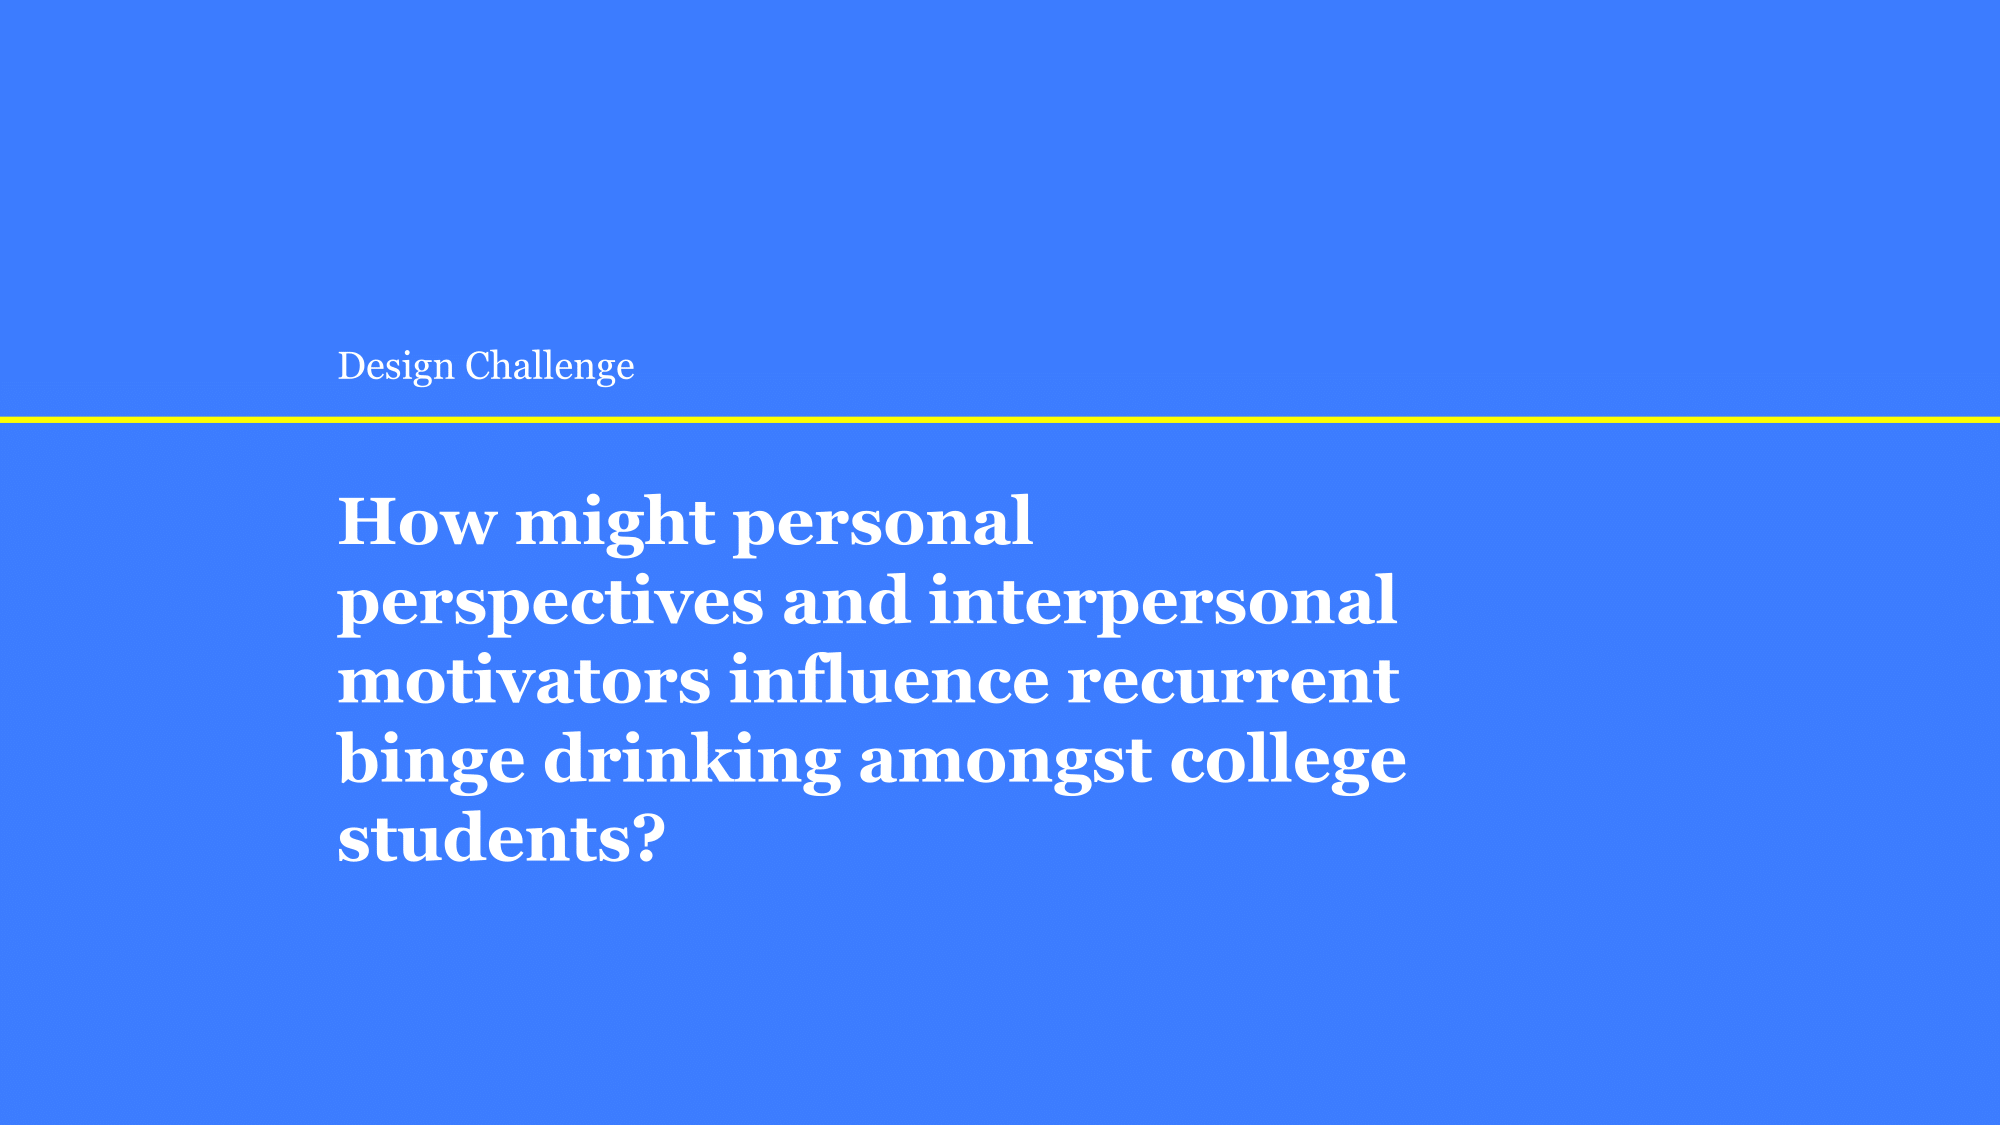 Design Challenge
How might personal
perspectives and interpersonal
motivators influence recurrent
binge drinking amongst college
students?